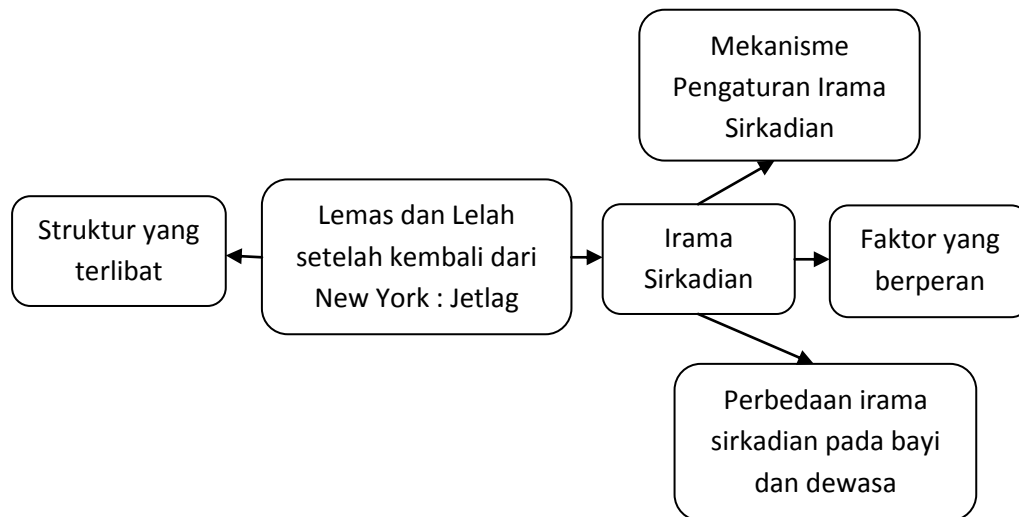 Mekanisme
Pengaturan Irama
Sirkadian
Struktur yang
terlibat
Lemas dan Lelah
setelah kembali dari
New York : Jetlag
Irama
Sirkadian
Faktor yang
berperan
Perbedaan irama
sirkadian pada bayi
dan dewasa